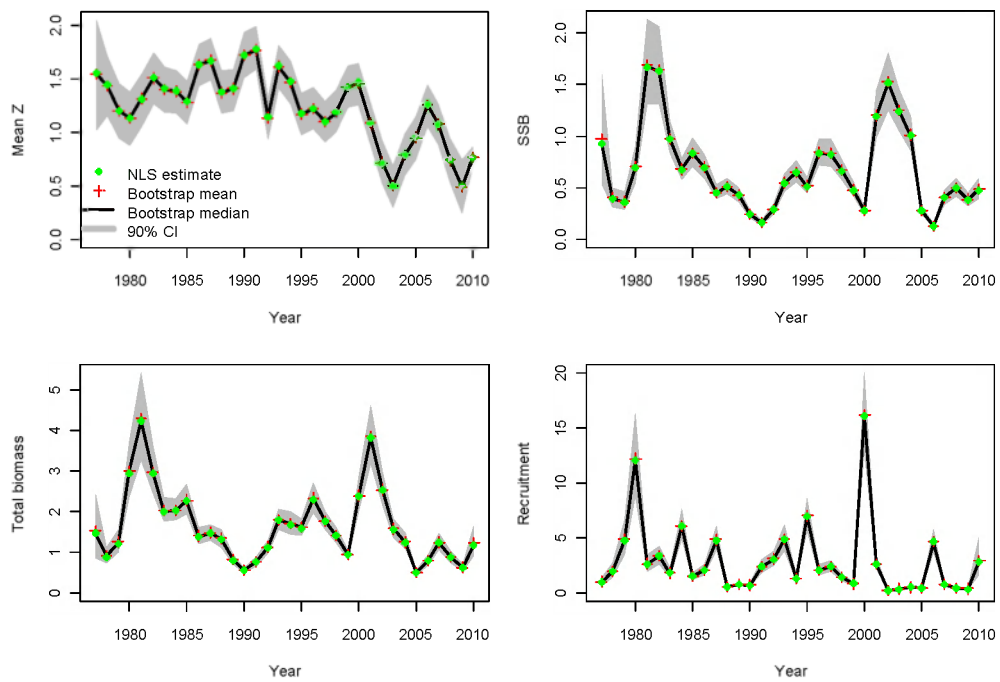 Mean Z
2.0
1.5
1.0
0.5
0.0
NLS estimate
Bootstrap mean
Bootstrap median
90% CI
1980 1985 1990 1995 2000 2005 2010
Year
SSB
2.0
1.5
1.0
0.5
0.0
1980 1985 1990 1995 2000 2005 2010
Year
Total biomass
5
4
3
2
1
0
1980 1985 1990 1995 2000 2005 2010
Year
Recruitment
20
15
10
5
0
1980 1985 1990 1995 2000 2005 2010
Year